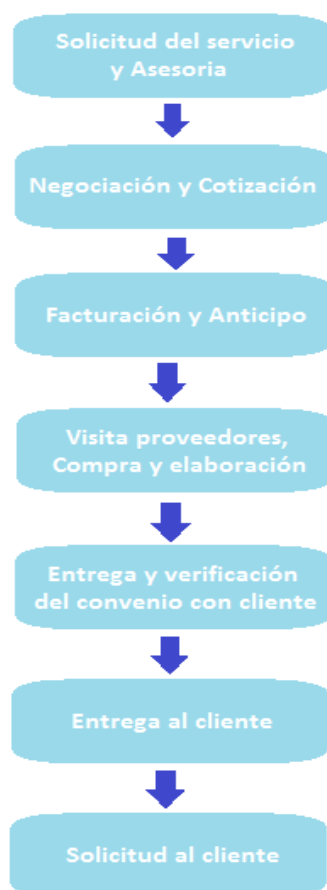 Solicitud del servicio
y Asesoria
Negociación y Cotización
Facturación y Anticipo
Visita proveedores,
Compra y elaboración
Entrega y verificación
del convenio con cliente
Entrega al cliente
Solicitud al cliente